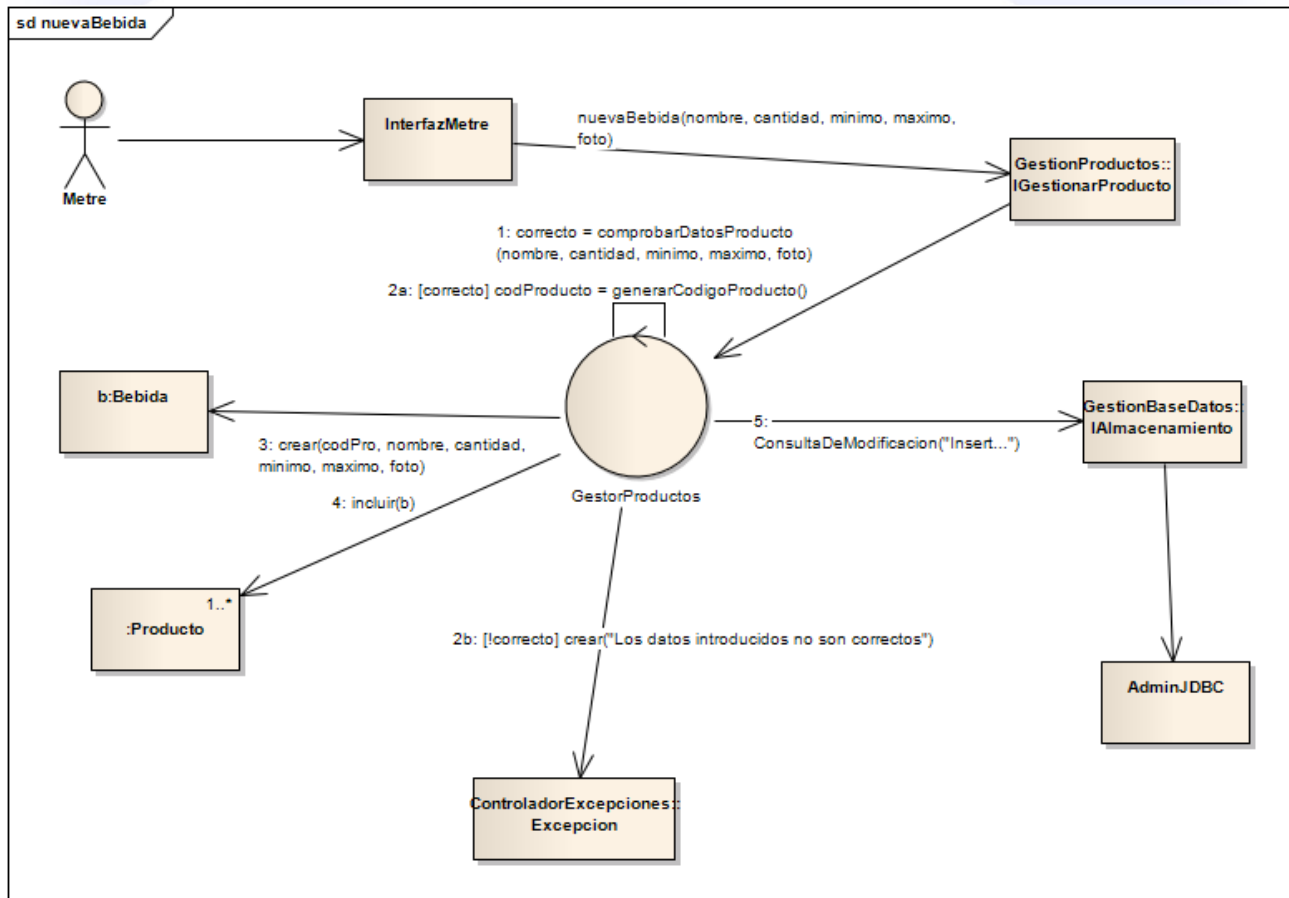 sd nuevaBebida
Metre
InterfazMetre
nuevaBebida(nombre, cantidad, minimo, maximo,
foto)
GestionProductos::
IGestionarProducto
1: correcto = comprobarDatosProducto
(nombre, cantidad, minimo, maximo, foto)
2a: [correcto] codProducto = generarCodigoProducto()
b:Bebida
GestorProductos
5:
ConsultaDeModificacion("Insert...")
GestionBaseDatos::
IAlmacenamiento
3: crear(codPro, nombre, cantidad,
minimo, maximo, foto)
4: incluir(b)
1..*
:Producto
2b: [!correcto] crear("Los datos introducidos no son correctos")
AdminJDBC
ControladorExcepciones::
Excepcion